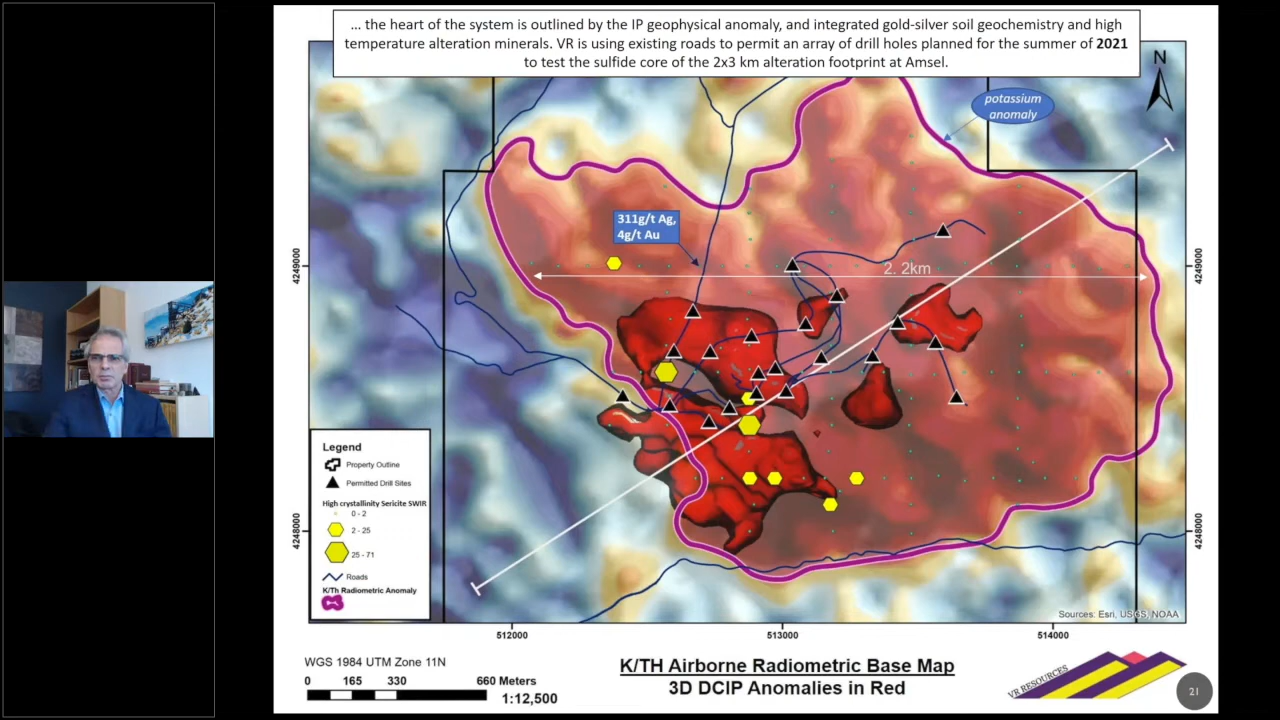 ... the heart of the system is outlined by the IP geophysical anomaly, and integrated gold-silver soil geochemistry and high
temperature alteration minerals. VR is using existing roads to permit an array of drill holes planned for the summer of 2021
to test the sulfide core of the 2x3 km alteration footprint at Amsel.
N
potassium
anomaly
311g/t Ag,
4g/t Au
2. 2km
4249000
4249000
4248000
4248000
Legend
Property Outline
Permitted Drill Sites
High crystallinity Sericite SWIR
0 - 2
2 - 25
25 - 71
Roads
K/Th Radiometric Anomaly
Sources: Esri, USGS, NOAA
512000
513000
514000
WGS 1984 UTM Zone 11N
0 165 330 660 Meters
1:12,500
K/TH Airborne Radiometric Base Map
3D DCIP Anomalies in Red
VR RESOURCES
21